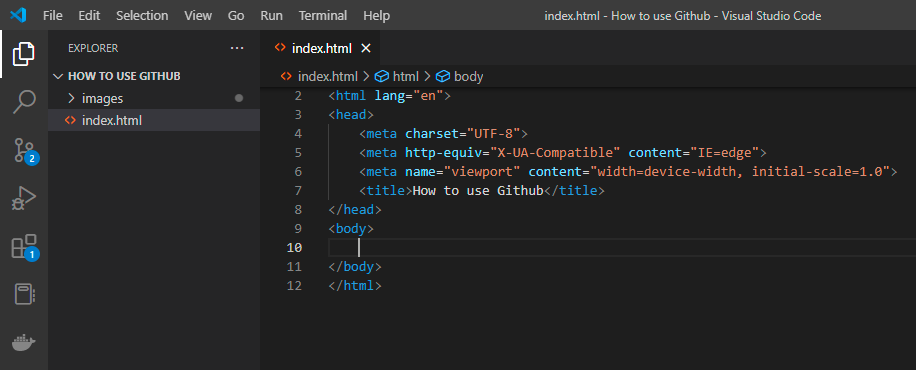 File Edit Selection View Go Run Terminal Help index.html - How to use Github - Visual Studio Code
EXPLORER ···
HOW TO USE GITHUB
images
index.html
2
1
index.html
index.html > html > body
2 <html lang="en">
3 <head>
4 <meta charset="UTF-8">
5 <meta http-equiv="X-UA-Compatible" content="IE=edge">
6 <meta name="viewport" content="width=device-width, initial-scale=1.0">
7 <title>How to use Github</title>
8 </head>
9 <body>
10
11 </body>
12 </html>